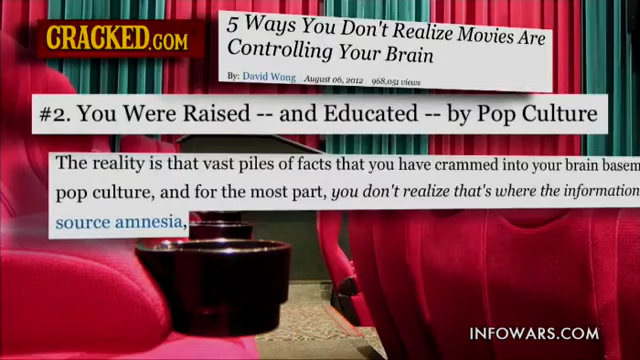 CRACKED.COM
5 Ways You Don't Realize Movies Are
Controlling Your Brain
By: David Wong August 06, 2012 968,051 views
#2. You Were Raised -- and Educated -- by Pop Culture
The reality is that vast piles of facts that you have crammed into your brain basem
pop culture, and for the most part, you don't realize that's where the information
source amnesia,
INFOWARS.COM